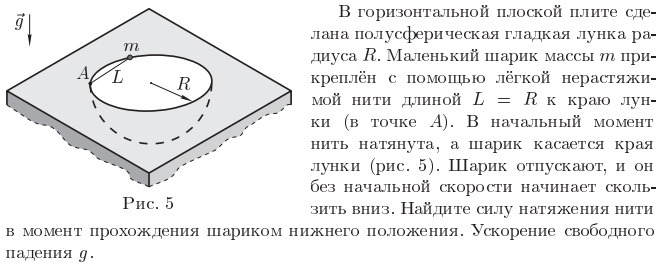 g⃗
m
A
L
R
Рис. 5
В горизонтальной плоской плите сде-
лана полусферическая гладкая лунка ра-
диуса R. Маленький шарик массы m при-
креплён с помощью лёгкой нерастяжи-
мой нити длиной L = R к краю лун-
ки (в точке A). В начальный момент
нить натянута, а шарик касается края
лунки (рис. 5). Шарик отпускают, и он
без начальной скорости начинает сколь-
зить вниз. Найдите силу натяжения нити
в момент прохождения шариком нижнего положения. Ускорение свободного
падения g.